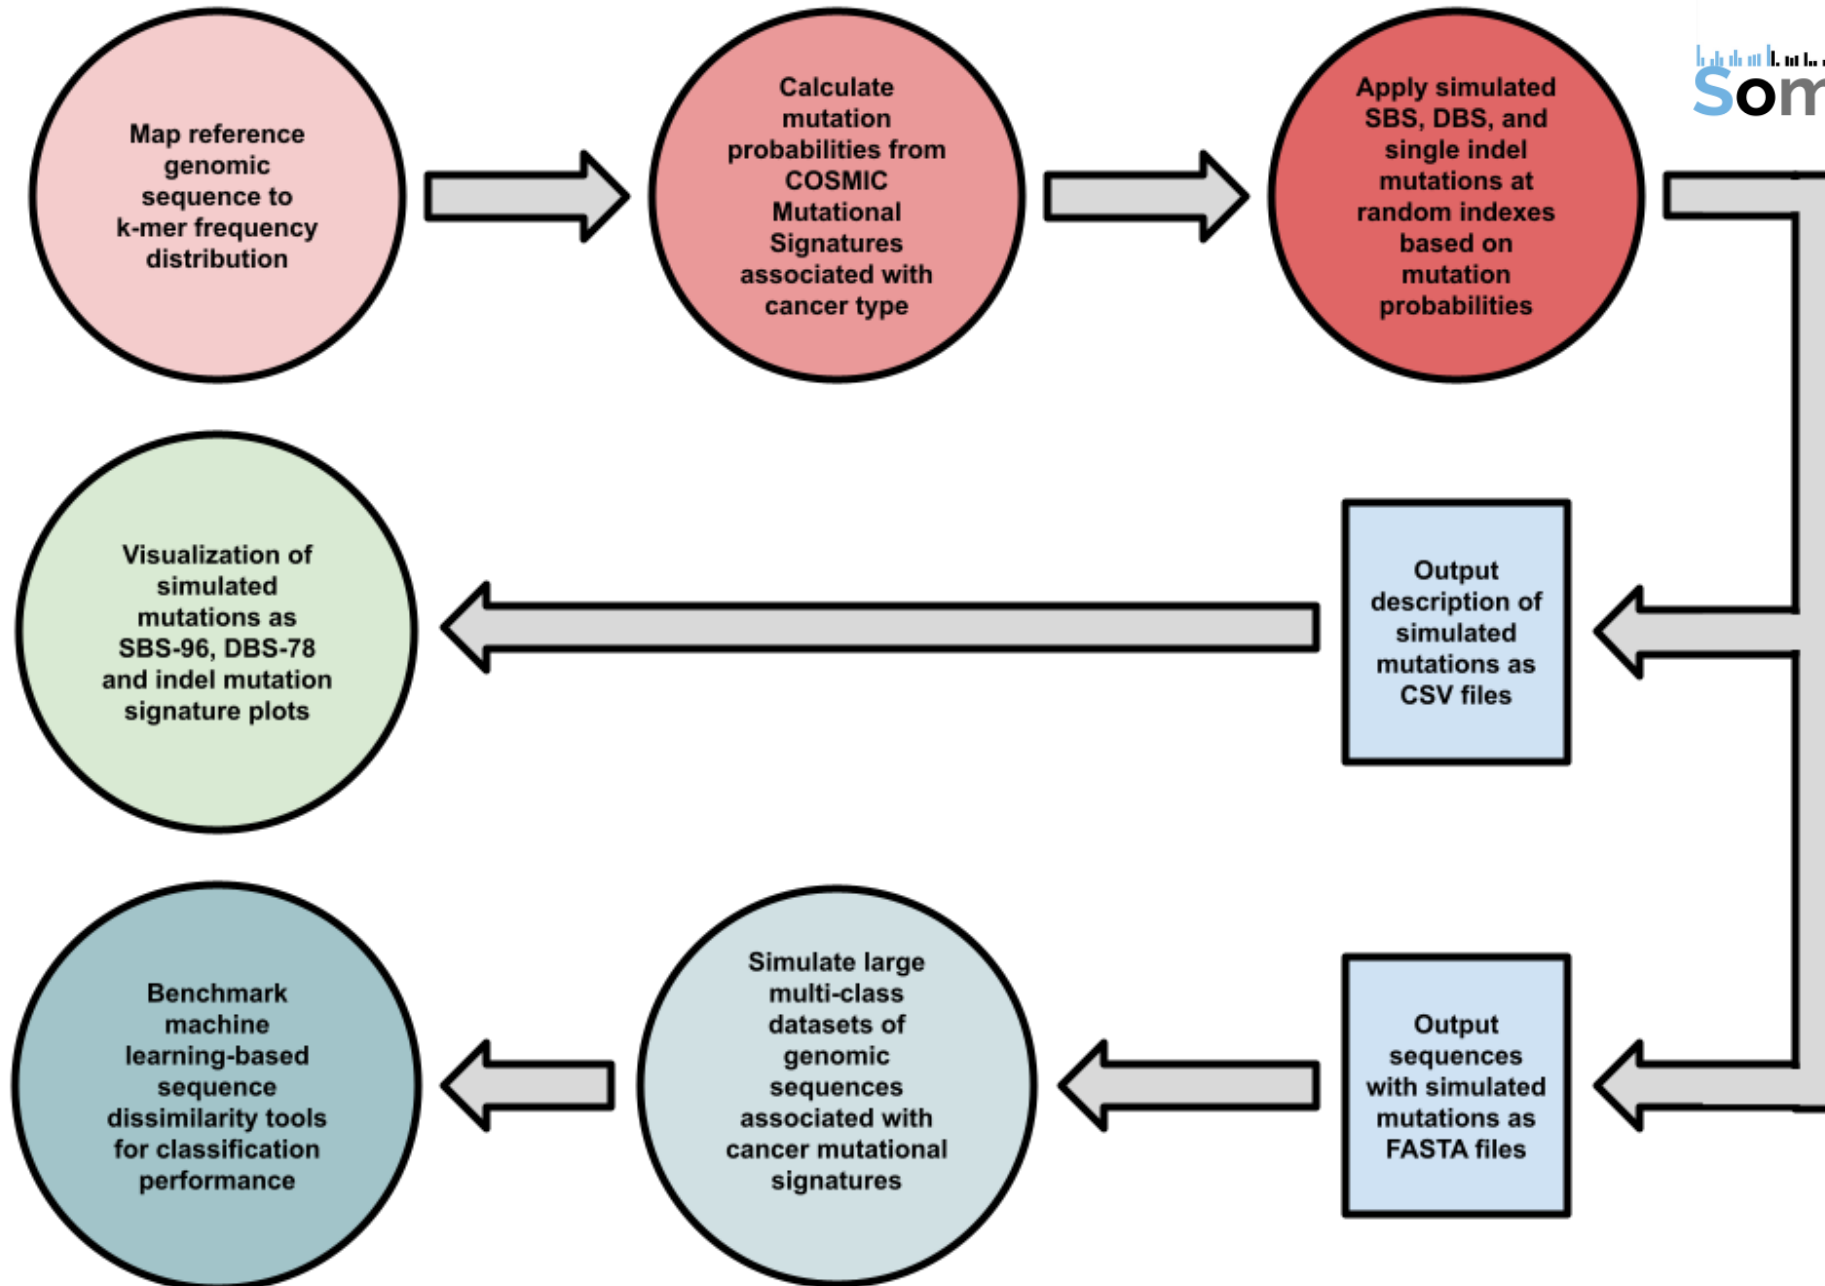 Map reference
genomic
sequence to
k-mer frequency
distribution
Calculate
mutation
probabilities from
COSMIC
Mutational
Signatures
associated with
cancer type
Apply simulated
SBS, DBS, and
single indel
mutations at
random indexes
based on
mutation
probabilities
Visualization of
simulated
mutations as
SBS-96, DBS-78
and indel mutation
signature plots
Output
description of
simulated
mutations as
CSV files
Benchmark
machine
learning-based
sequence
dissimilarity tools
for classification
performance
Simulate large
multi-class
datasets of
genomic
sequences
associated with
cancer mutational
signatures
Output
sequences
with simulated
mutations as
FASTA files